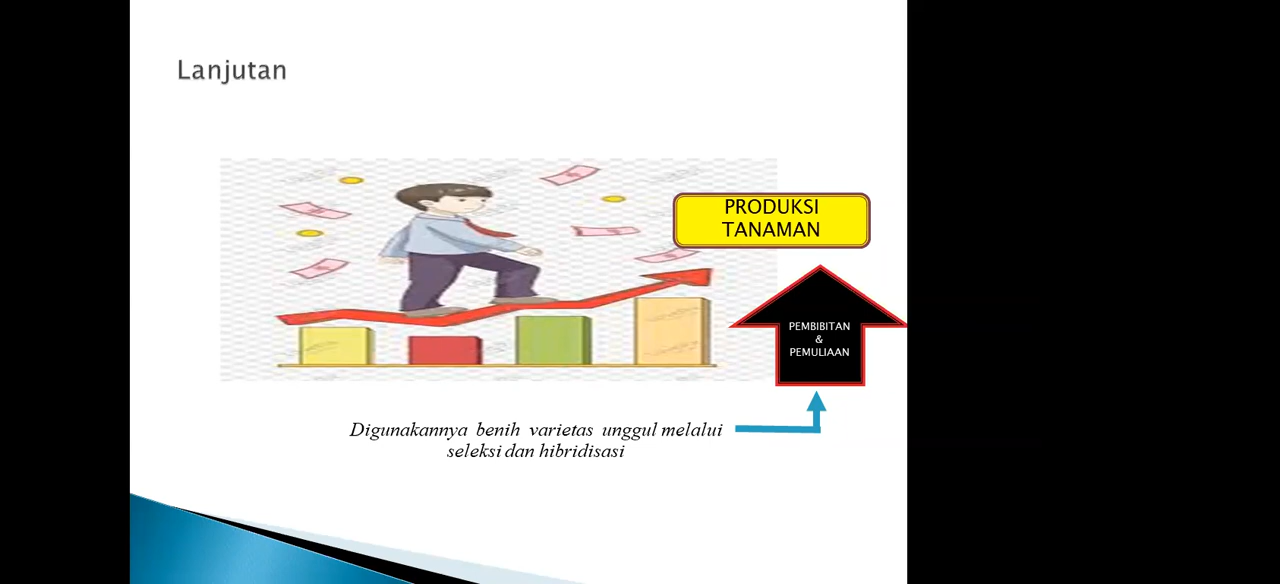 Lanjutan
PRODUKSI
TANAMAN
PEMBIBITAN
&
PEMULIAAN
Digunakannya benih varietas unggul melalui
seleksi dan hibridisasi